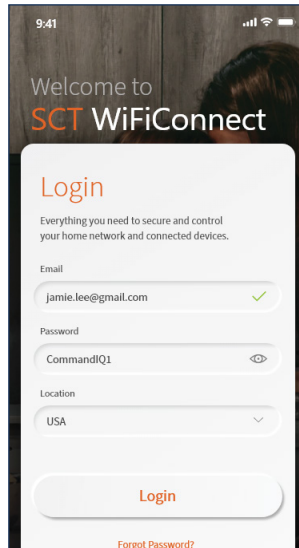 9:41
Welcome to
SCT WiFiConnect
Login
Everything you need to secure and control
your home network and connected devices.
Email
jamie.lee@gmail.com
Password
CommandIQ1
Location
USA
Login
Forgot Password?